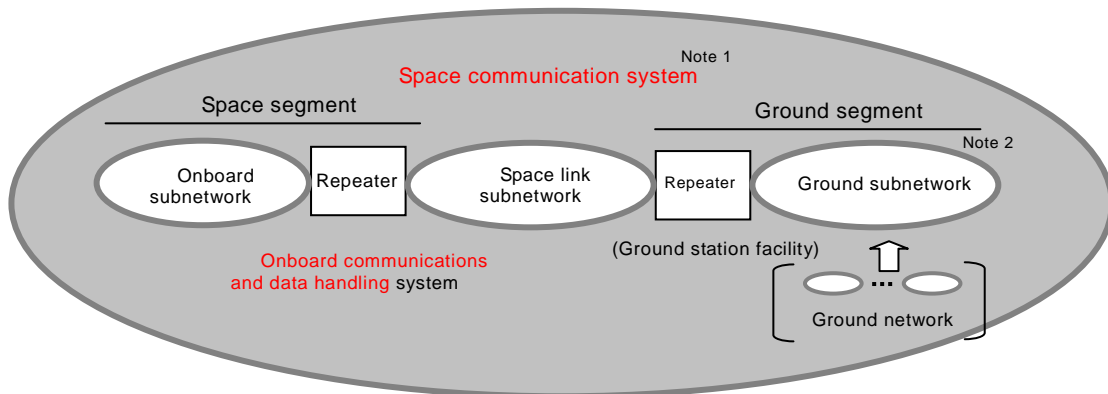 Note 1
Space communication system
Space segment
Ground segment
Note 2
Onboard
subnetwork
Repeater
Space link
subnetwork
Repeater
Ground subnetwork
(Ground station facility)
Onboard communications
and data handling system
Ground network